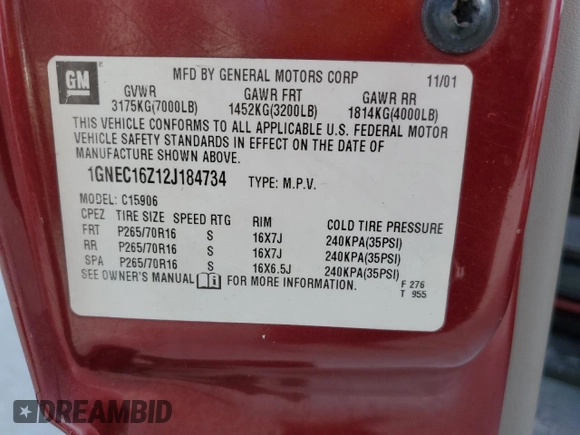 GM
MFD BY GENERAL MOTORS CORP 11/01
GVWR GAWR FRT GAWR RR
3175KG(7000LB) 1452KG(3200LB) 1814KG(4000LB)
THIS VEHICLE CONFORMS TO ALL APPLICABLE U.S. FEDERAL MOTOR
VEHICLE SAFETY STANDARDS IN EFFECT ON THE DATE OF
MANUFACTURE SHOWN ABOVE.
1GNEC16Z12J184734 TYPE: M.P.V.
MODEL: C15906
CPEZ TIRE SIZE SPEED RTG RIM COLD TIRE PRESSURE
FRT P265/70R16 S 16X7J 240KPA(35PSI)
RR P265/70R16 S 16X7J 240KPA(35PSI)
SPA P265/70R16 S 16X6.5J 240KPA(35PSI)
SEE OWNER'S MANUAL i FOR MORE INFORMATION. F 276
T 955
DREAMBID